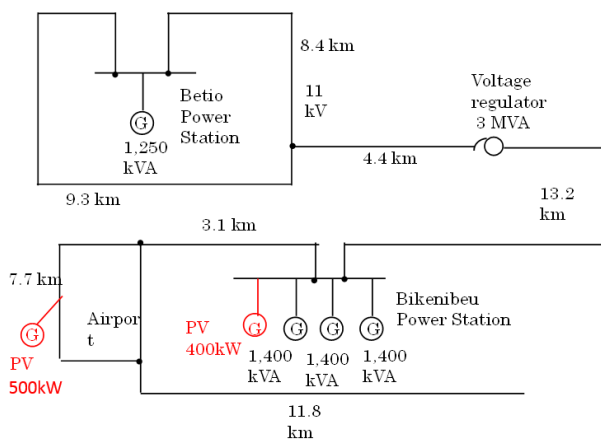 8.4 km
Betio
Power
Station
11
kV
Voltage
regulator
3 MVA
G
1,250
kVA
4.4 km
9.3 km
13.2
km
3.1 km
7.7 km
Bikenibeu
Power Station
Airpor
t
G
PV
500kW
PV
400kW
G
G
G
G
1,400
kVA
1,400
kVA
1,400
kVA
11.8
km